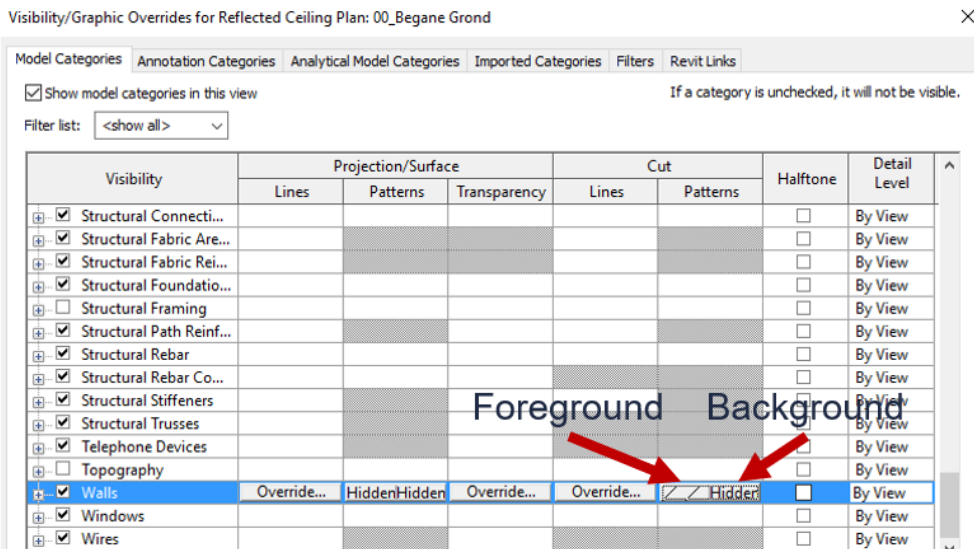 Visibility/Graphic Overrides for Reflected Ceiling Plan: 00_Begane Grond
Model Categories Annotation Categories Analytical Model Categories Imported Categories Filters Revit Links
Show model categories in this view
If a category is unchecked, it will not be visible.
Filter list: <show all>
Visibility Projection/Surface Cut Halftone Detail Level
Lines Patterns Transparency Lines Patterns
Structural Connecti... By View
Structural Fabric Are... By View
Structural Fabric Rei... By View
Structural Foundatio... By View
Structural Framing By View
Structural Path Reinf... By View
Structural Rebar By View
Structural Rebar Co... By View
Structural Stiffeners By View
Foreground Background
Structural Trusses By View
Telephone Devices By View
Topography By View
Walls Override... Hidden Hidden Override... Override... Hidden By View
Windows By View
Wires By View